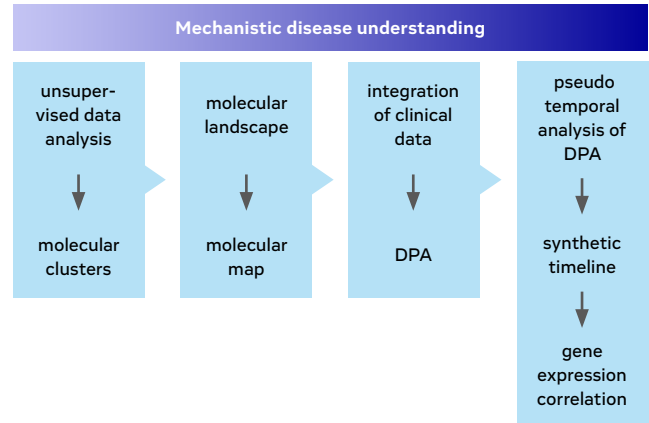 Mechanistic disease understanding
unsuper-
vised data
analysis
molecular
clusters
molecular
landscape
molecular
map
integration
of clinical
data
DPA
pseudo
temporal
analysis of
DPA
synthetic
timeline
gene
expression
correlation